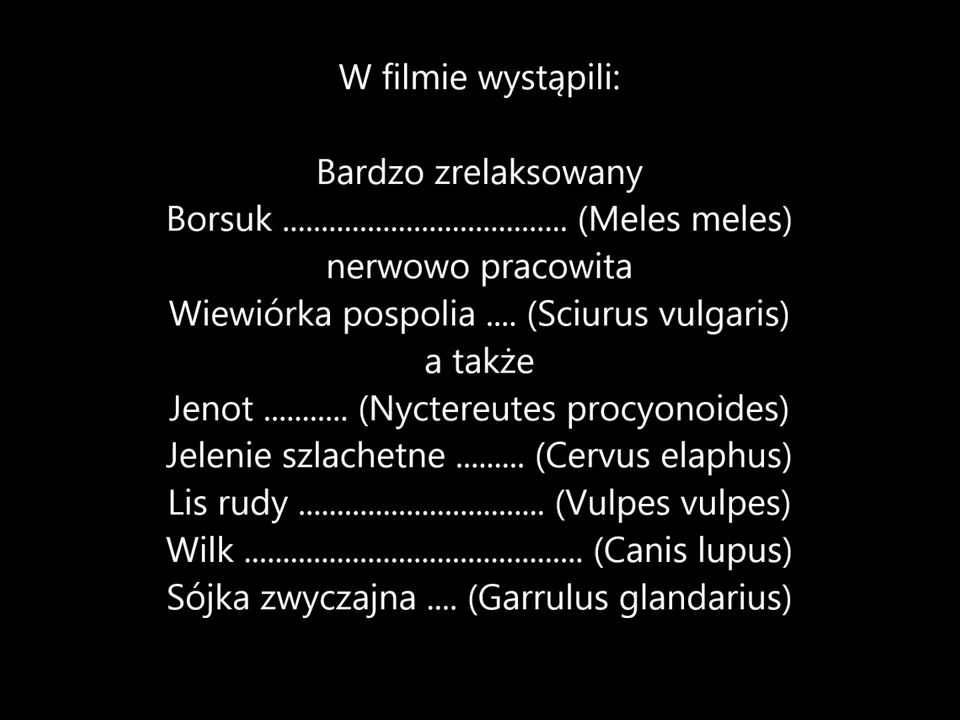 W filmie wystąpili:
Bardzo zrelaksowany
Borsuk ..................................... (Meles meles)
nerwowo pracowita
Wiewiórka pospolia .... (Sciurus vulgaris)
a także
Jenot ........... (Nyctereutes procyonoides)
Jelenie szlachetne ......... (Cervus elaphus)
Lis rudy ................................ (Vulpes vulpes)
Wilk ............................................ (Canis lupus)
Sójka zwyczajna .... (Garrulus glandarius)